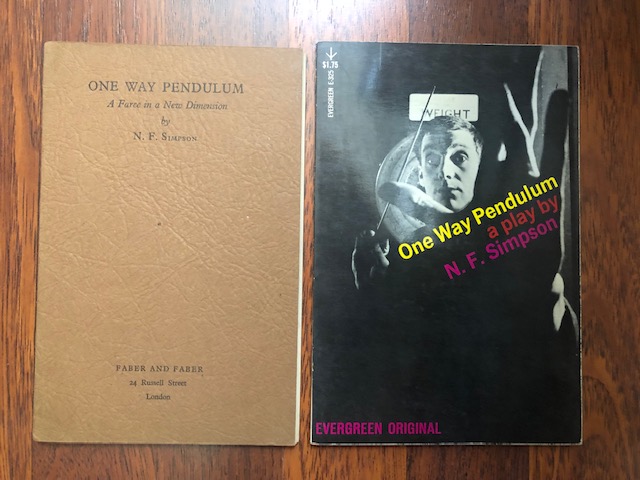 ONE WAY PENDULUM
A Farce in a New Dimension
by
N. F. SIMPSON
FABER AND FABER
24 Russell Street
London
$1.75
EVERGREEN E-325
WEIGHT
One Way Pendulum
a play by
N. F. Simpson
EVERGREEN ORIGINAL